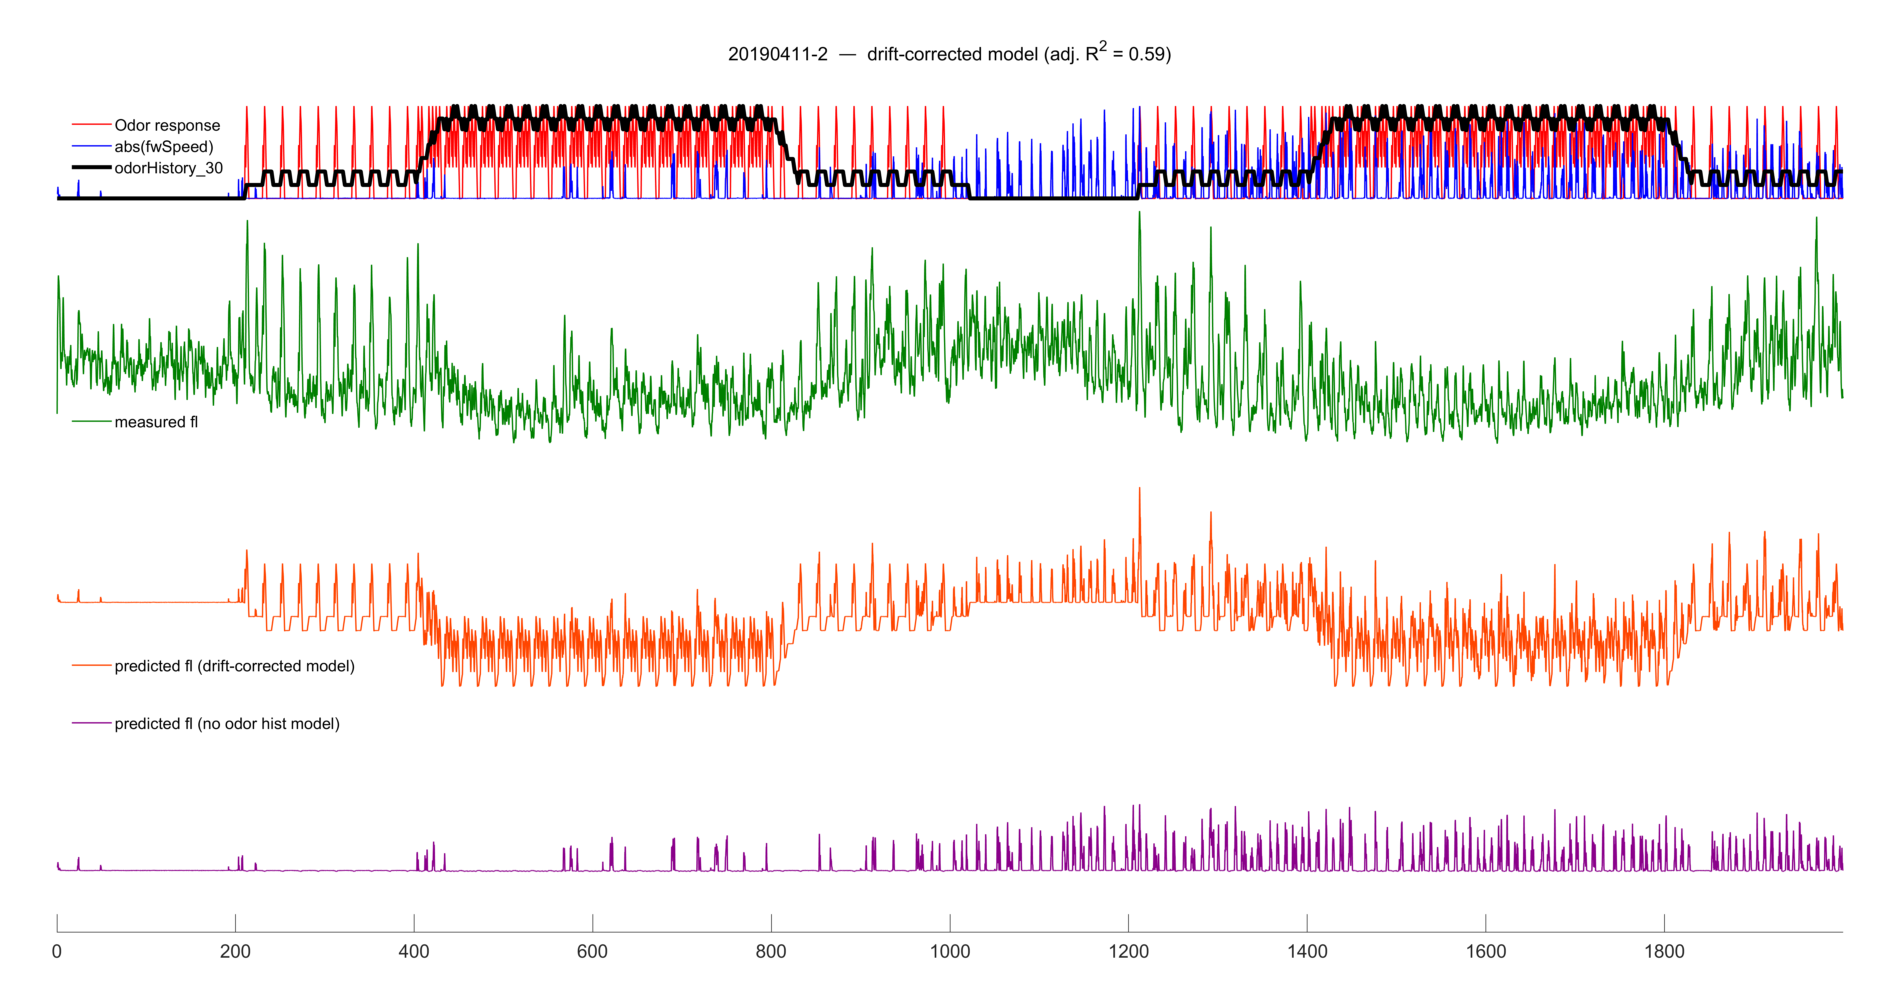 20190411-2 — drift-corrected model (adj. R² = 0.59)
Odor response
abs(fwSpeed)
odorHistory_30
measured fl
predicted fl (drift-corrected model)
predicted fl (no odor hist model)
0 200 400 600 800 1000 1200 1400 1600 1800